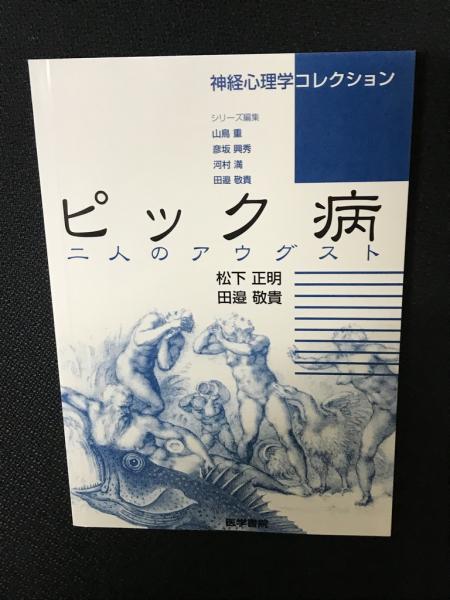 神経心理学コレクション
シリーズ編集
山鳥 重
彦坂 興秀
河村 満
田邉 敬貴
ピック病
二人のアウグスト
松下 正明
田邉 敬貴
医学書院